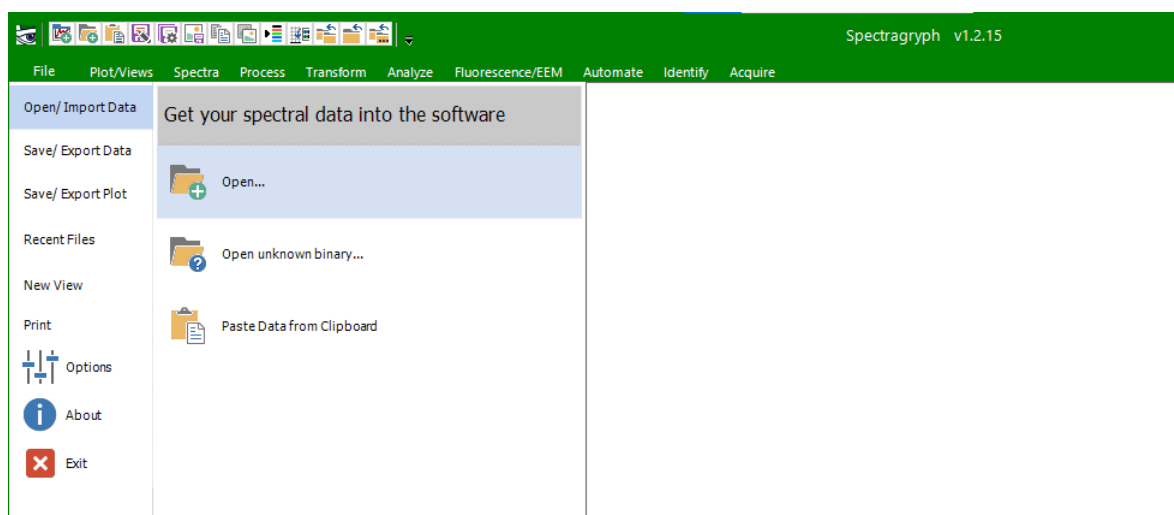 Spectragryph v1.2.15
File Plot/Views Spectra Process Transform Analyze Fluorescence/EEM Automate Identify Acquire
Open/ Import Data
Get your spectral data into the software
Save/ Export Data
Open...
Save/ Export Plot
Recent Files
Open unknown binary...
New View
Print
Paste Data from Clipboard
Options
About
Exit